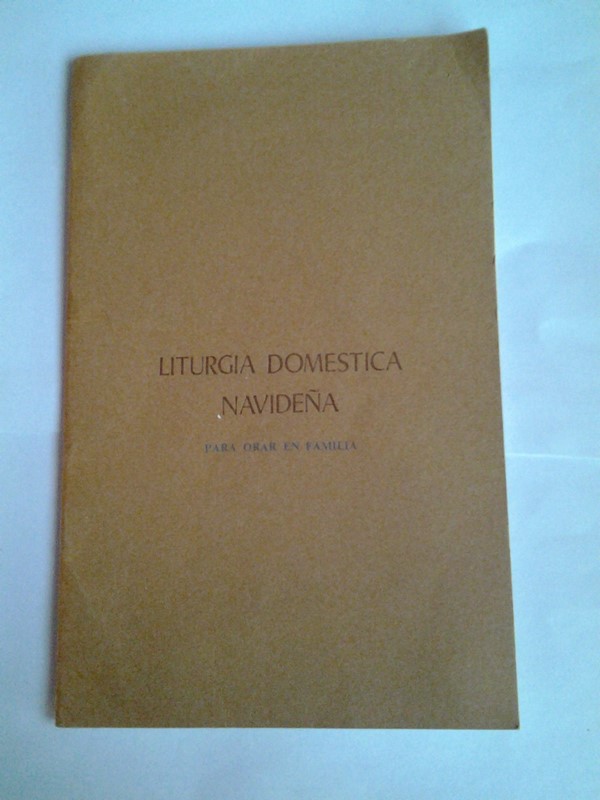 LITURGIA DOMESTICA
NAVIDEÑA
PARA ORAR EN FAMILIA